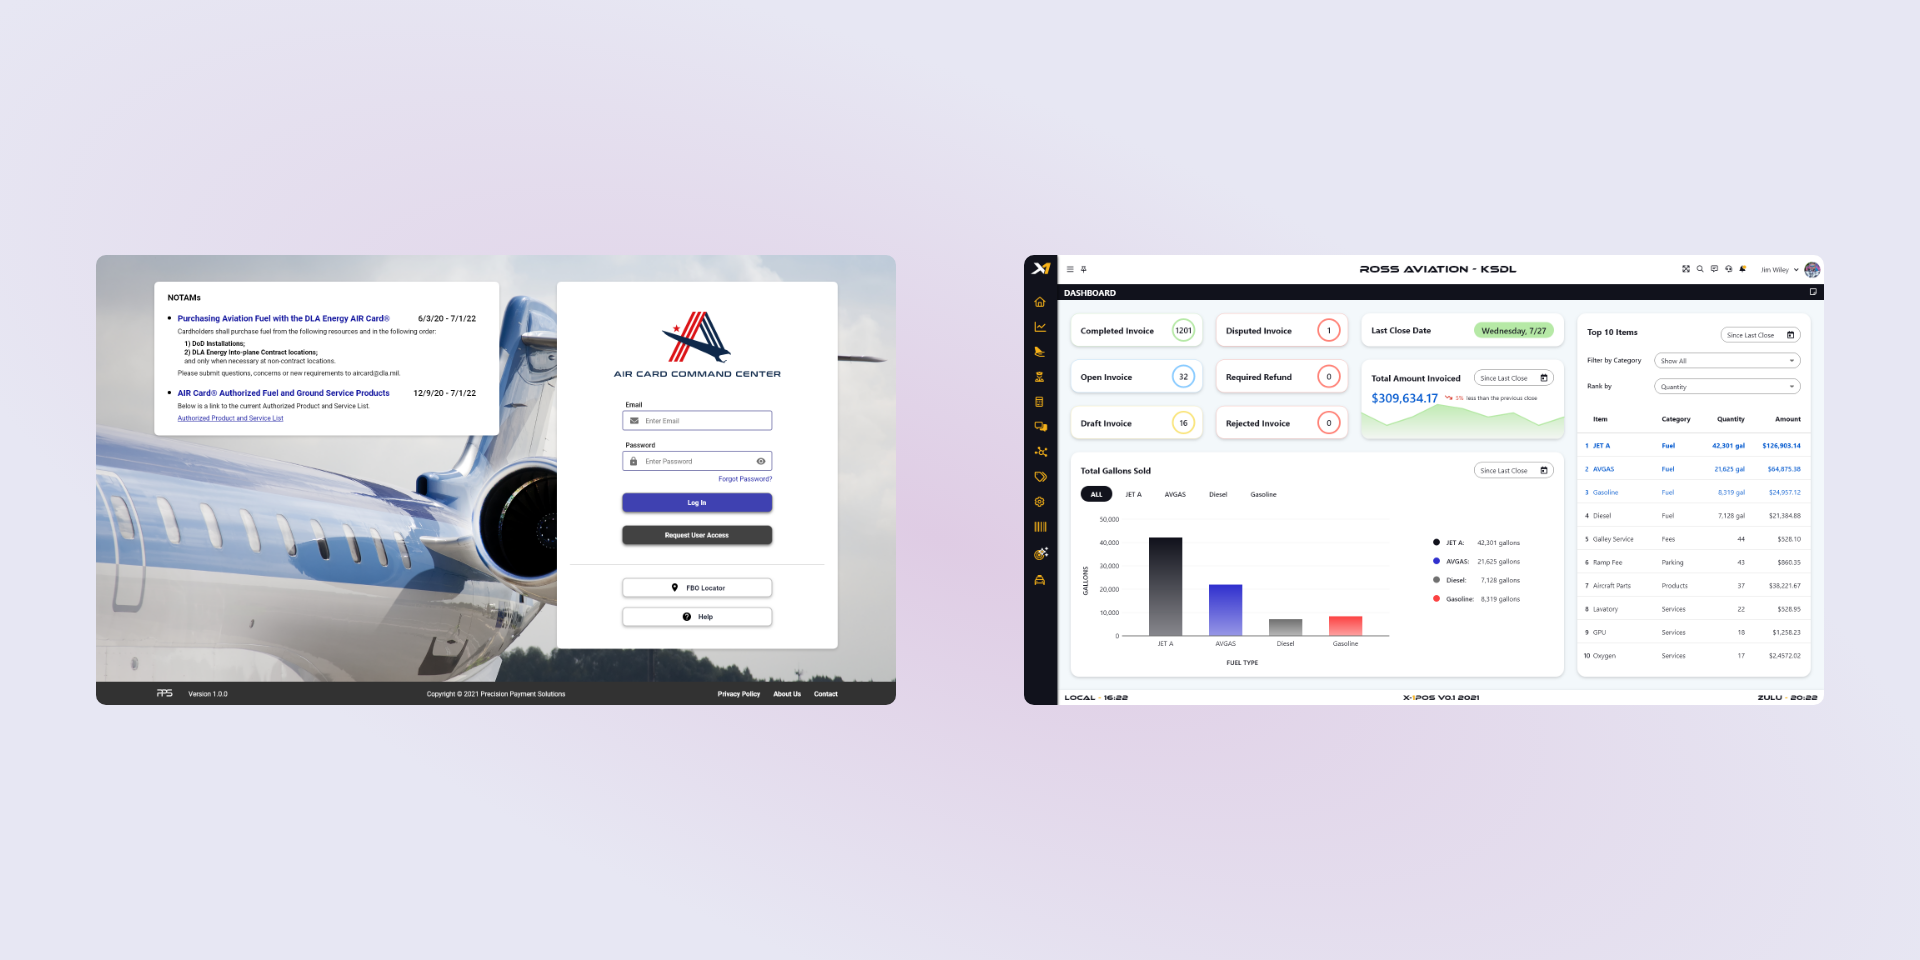 NOTAMs
Purchasing Aviation Fuel with the DLA Energy AIR Card® 6/3/20 - 7/1/22
Cardholders shall purchase fuel from the following resources and in the following order:
1) DoD Installations;
2) DLA Energy Into-plane Contract locations;
and only when necessary at non-contract locations.
Please submit questions, concerns or new requirements to aircard@dla.mil.
AIR Card® Authorized Fuel and Ground Service Products 12/9/20 - 7/1/22
Below is a link to the current Authorized Product and Service List.
Authorized Product and Service List
AIR CARD COMMAND CENTER
Email
Enter Email
Password
Enter Password
Forgot Password?
Log In
Request User Access
FBO Locator
Help
PPS Version 1.0.0 Copyright © 2021 Precision Payment Solutions Privacy Policy About Us Contact
X1 ROSS AVIATION - KSDL Jim Wiley
DASHBOARD
Completed Invoice 1201
Disputed Invoice 1
Last Close Date Wednesday, 7/27
Open Invoice 32
Required Refund 0
Total Amount Invoiced Since Last Close
$309,634.17 5% less than the previous close
Draft Invoice 16
Rejected Invoice 0
Total Gallons Sold Since Last Close
ALL JET A AVGAS Diesel Gasoline
50,000
40,000
30,000
20,000
10,000
0
GALLONS
JET A AVGAS Diesel Gasoline
FUEL TYPE
JET A: 42,301 gallons
AVGAS: 21,625 gallons
Diesel: 7,128 gallons
Gasoline: 8,319 gallons
Top 10 Items Since Last Close
Filter by Category Show All
Rank by Quantity
Item Category Quantity Amount
1 JET A Fuel 42,301 gal $126,903.14
2 AVGAS Fuel 21,625 gal $64,875.38
3 Gasoline Fuel 8,319 gal $24,957.12
4 Diesel Fuel 7,128 gal $21,384.88
5 Galley Service Fees 44 $528.10
6 Ramp Fee Parking 43 $860.35
7 Aircraft Parts Products 37 $38,221.67
8 Lavatory Services 22 $528.95
9 GPU Services 18 $1,258.23
10 Oxygen Services 17 $2,4572.02
LOCAL - 16:22 X-1POS V0.1 2021 ZULU - 20:22